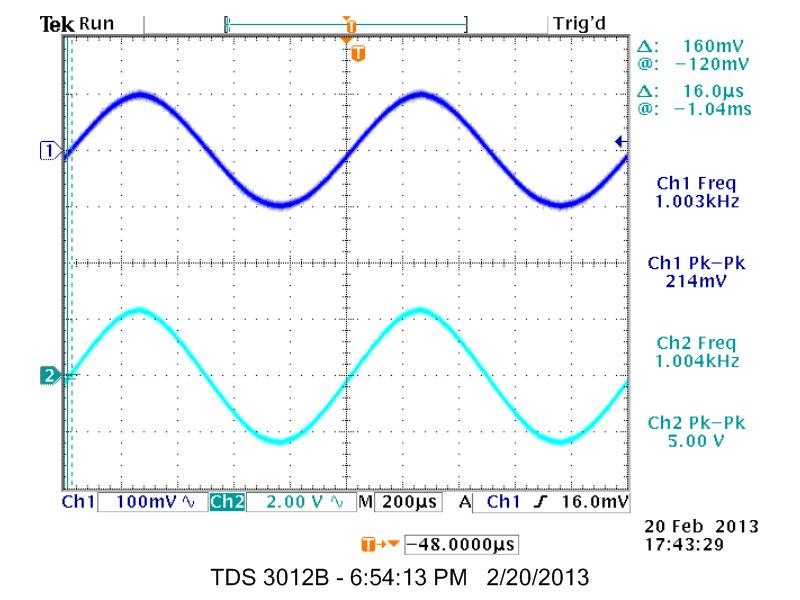 Tek Run Trig'd
T
T
Δ: 160mV
@: −120mV
Δ: 16.0µs
@: −1.04ms
1
Ch1 Freq
1.003kHz
Ch1 Pk−Pk
214mV
Ch2 Freq
1.004kHz
2
Ch2 Pk−Pk
5.00 V
Ch1 100mV Ch2 2.00 V M 200µs A Ch1 16.0mV
20 Feb 2013
17:43:29
T −48.0000µs
TDS 3012B - 6:54:13 PM 2/20/2013